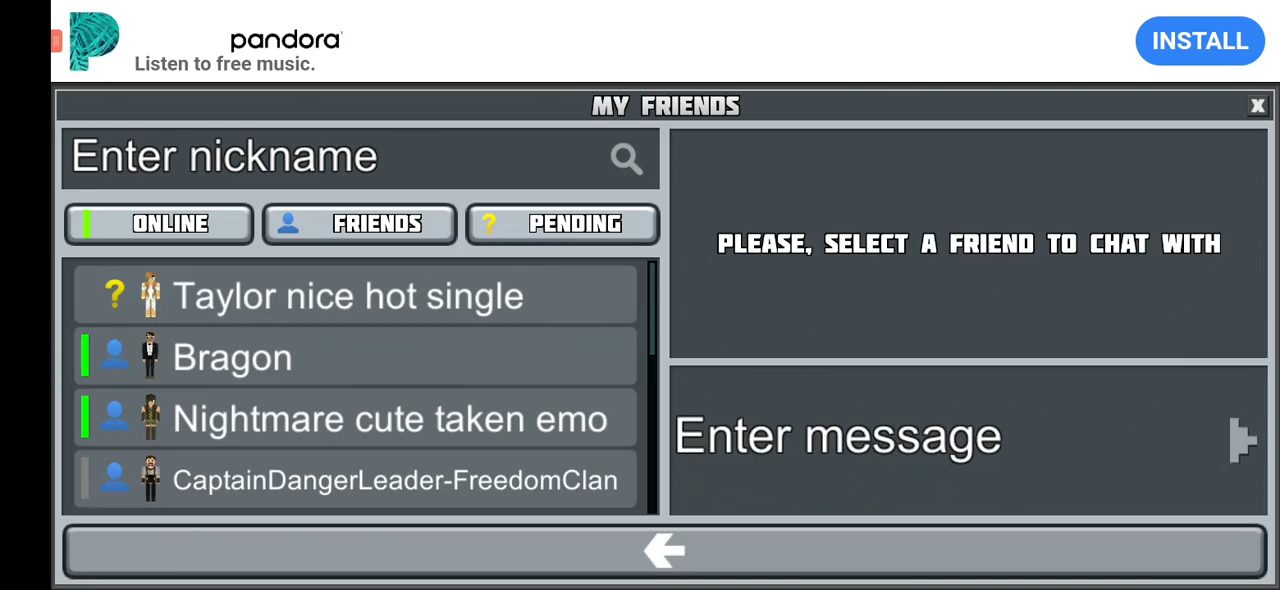 pandora
Listen to free music.
INSTALL
MY FRIENDS
X
Enter nickname
ONLINE
FRIENDS
? PENDING
PLEASE, SELECT A FRIEND TO CHAT WITH
? Taylor nice hot single
Bragon
Nightmare cute taken emo
CaptainDangerLeader-FreedomClan
Enter message